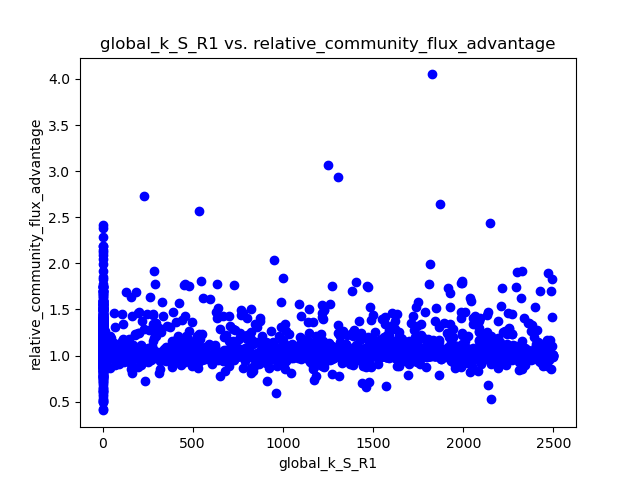 global_k_S_R1 vs. relative_community_flux_advantage
4.0
3.5
3.0
2.5
2.0
1.5
1.0
0.5
relative_community_flux_advantage
0 500 1000 1500 2000 2500
global_k_S_R1